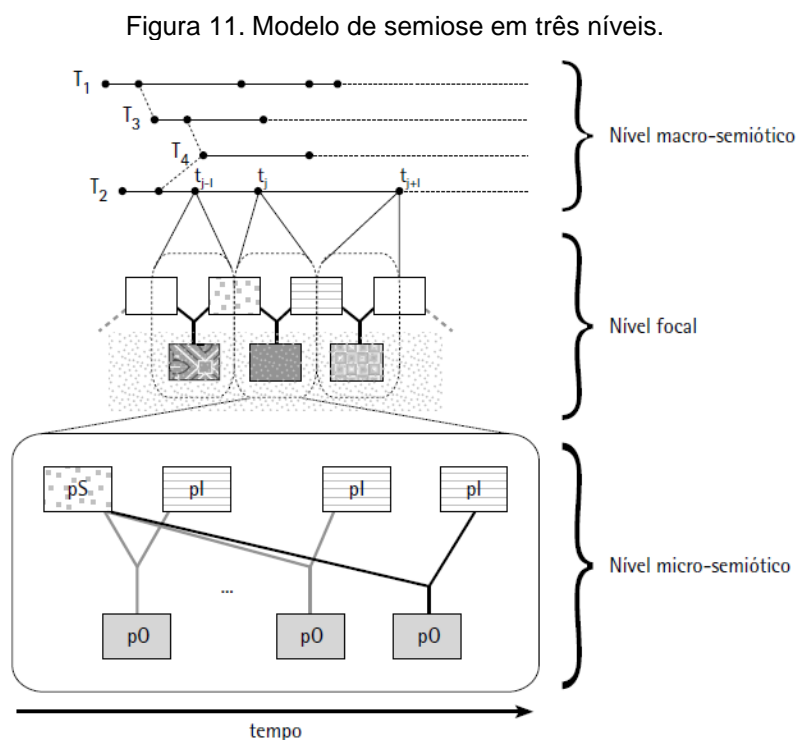 Figura 11. Modelo de semiose em três níveis.
T1
T3
T4
T2
tj-1
tj
tj+1
Nível macro-semiótico
Nível focal
pS
pI
pI
pI
...
pO
pO
pO
Nível micro-semiótico
tempo